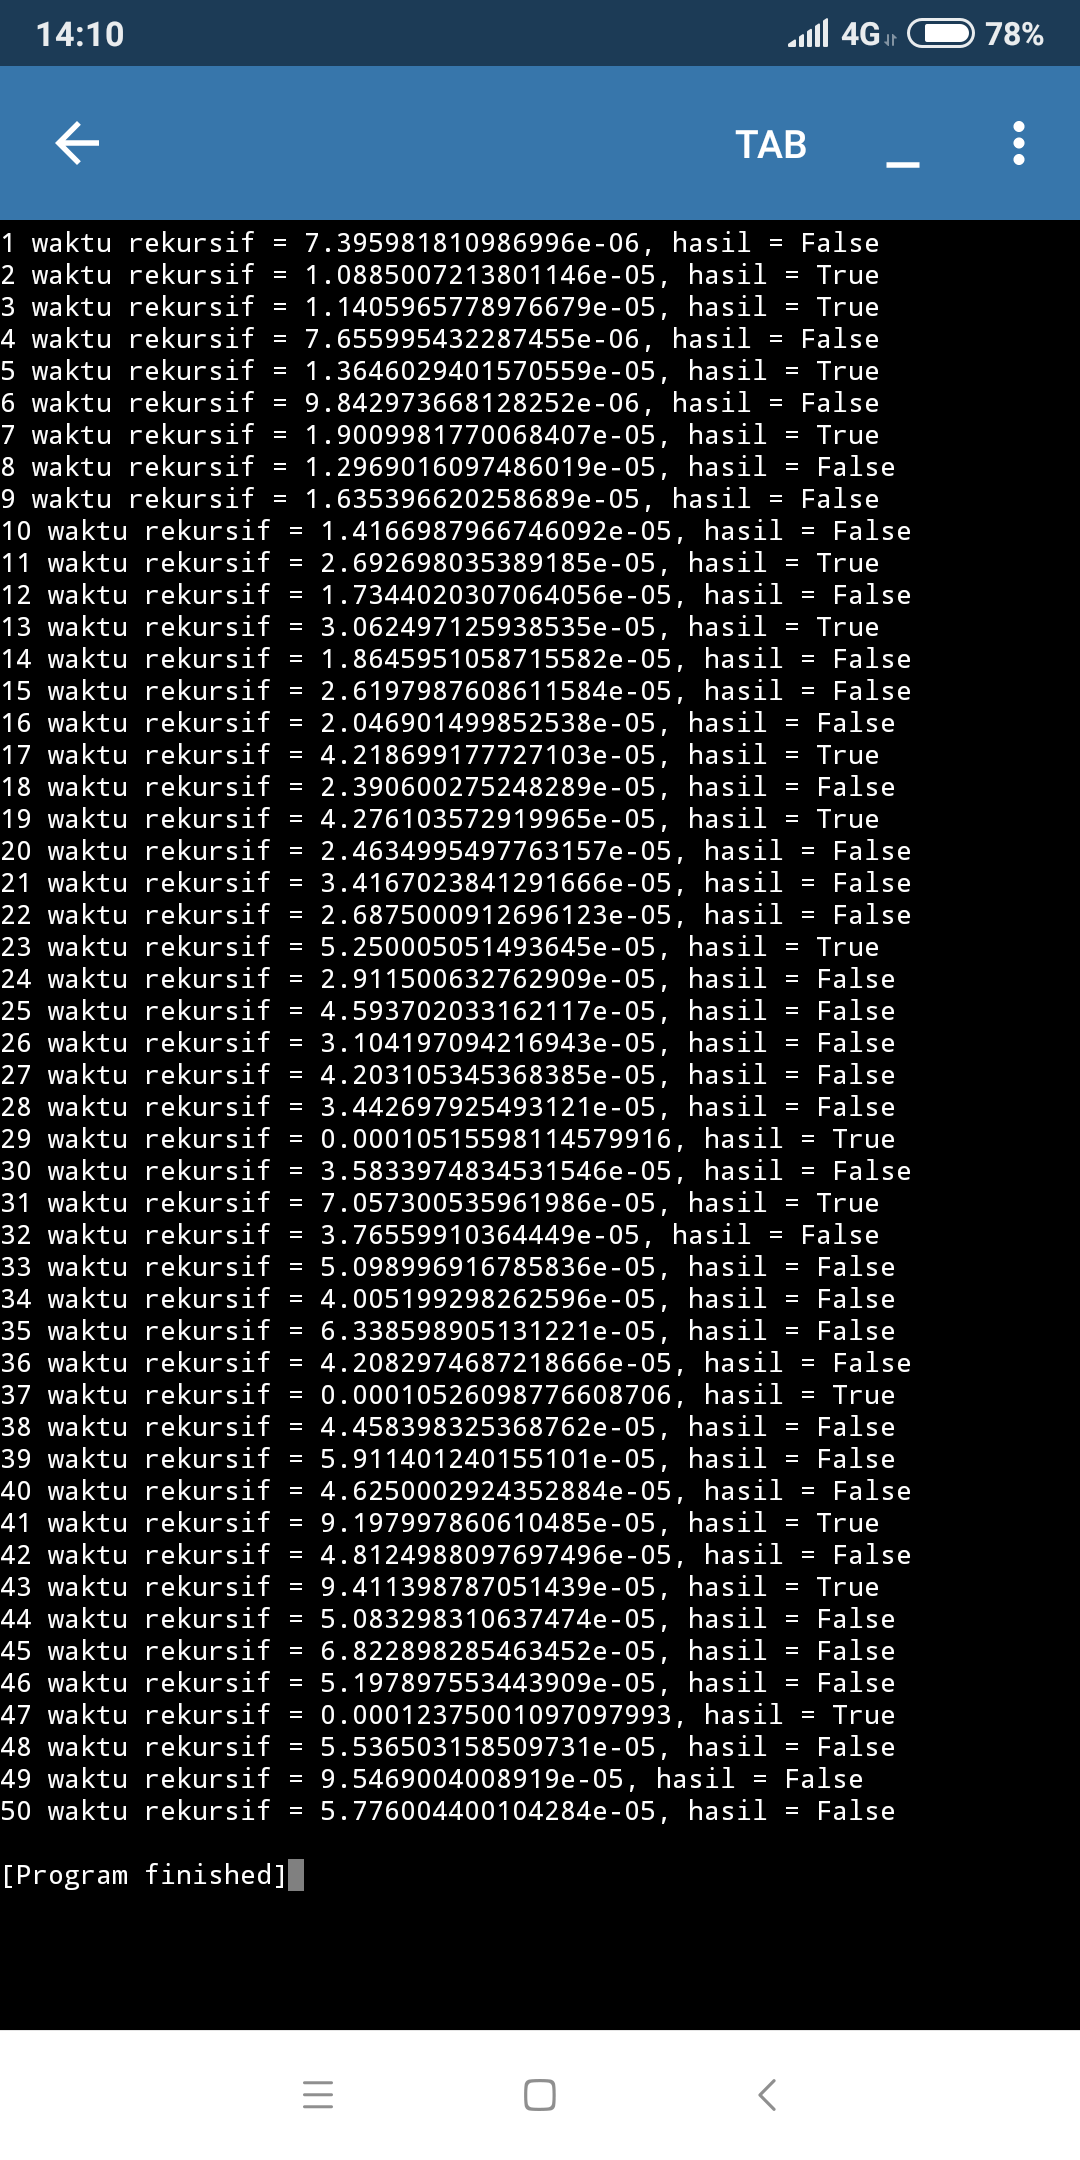 14:10 4G 78%
TAB
1 waktu rekursif = 7.395981810986996e-06, hasil = False
2 waktu rekursif = 1.0885007213801146e-05, hasil = True
3 waktu rekursif = 1.1405965778976679e-05, hasil = True
4 waktu rekursif = 7.655995432287455e-06, hasil = False
5 waktu rekursif = 1.3646029401570559e-05, hasil = True
6 waktu rekursif = 9.842973668128252e-06, hasil = False
7 waktu rekursif = 1.9009981770068407e-05, hasil = True
8 waktu rekursif = 1.2969016097486019e-05, hasil = False
9 waktu rekursif = 1.635396620258689e-05, hasil = False
10 waktu rekursif = 1.4166987966746092e-05, hasil = False
11 waktu rekursif = 2.692698035389185e-05, hasil = True
12 waktu rekursif = 1.7344020307064056e-05, hasil = False
13 waktu rekursif = 3.062497125938535e-05, hasil = True
14 waktu rekursif = 1.8645951058715582e-05, hasil = False
15 waktu rekursif = 2.6197987608611584e-05, hasil = False
16 waktu rekursif = 2.046901499852538e-05, hasil = False
17 waktu rekursif = 4.218699177727103e-05, hasil = True
18 waktu rekursif = 2.390600275248289e-05, hasil = False
19 waktu rekursif = 4.276103572919965e-05, hasil = True
20 waktu rekursif = 2.4634995497763157e-05, hasil = False
21 waktu rekursif = 3.4167023841291666e-05, hasil = False
22 waktu rekursif = 2.6875000912696123e-05, hasil = False
23 waktu rekursif = 5.250005051493645e-05, hasil = True
24 waktu rekursif = 2.911500632762909e-05, hasil = False
25 waktu rekursif = 4.593702033162117e-05, hasil = False
26 waktu rekursif = 3.104197094216943e-05, hasil = False
27 waktu rekursif = 4.203105345368385e-05, hasil = False
28 waktu rekursif = 3.442697925493121e-05, hasil = False
29 waktu rekursif = 0.00010515598114579916, hasil = True
30 waktu rekursif = 3.5833974834531546e-05, hasil = False
31 waktu rekursif = 7.057300535961986e-05, hasil = True
32 waktu rekursif = 3.76559910364449e-05, hasil = False
33 waktu rekursif = 5.098996916785836e-05, hasil = False
34 waktu rekursif = 4.005199298262596e-05, hasil = False
35 waktu rekursif = 6.338598905131221e-05, hasil = False
36 waktu rekursif = 4.2082974687218666e-05, hasil = False
37 waktu rekursif = 0.00010526098776608706, hasil = True
38 waktu rekursif = 4.458398325368762e-05, hasil = False
39 waktu rekursif = 5.911401240155101e-05, hasil = False
40 waktu rekursif = 4.6250002924352884e-05, hasil = False
41 waktu rekursif = 9.197997860610485e-05, hasil = True
42 waktu rekursif = 4.8124988097697496e-05, hasil = False
43 waktu rekursif = 9.411398787051439e-05, hasil = True
44 waktu rekursif = 5.083298310637474e-05, hasil = False
45 waktu rekursif = 6.822898285463452e-05, hasil = False
46 waktu rekursif = 5.197897553443909e-05, hasil = False
47 waktu rekursif = 0.00012375001097097993, hasil = True
48 waktu rekursif = 5.536503158509731e-05, hasil = False
49 waktu rekursif = 9.5469004008919e-05, hasil = False
50 waktu rekursif = 5.776004400104284e-05, hasil = False
[Program finished]